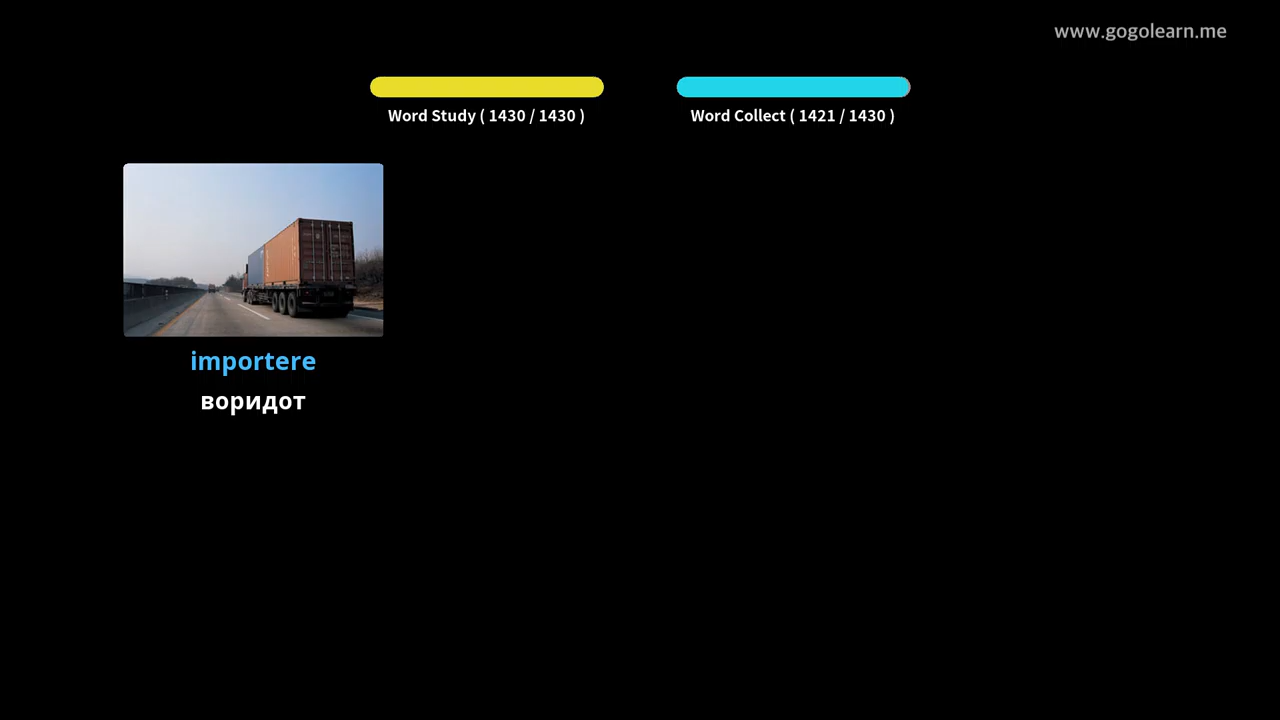 www.gogolearn.me
Word Study ( 1430 / 1430 )
Word Collect ( 1421 / 1430 )
importere
воридот